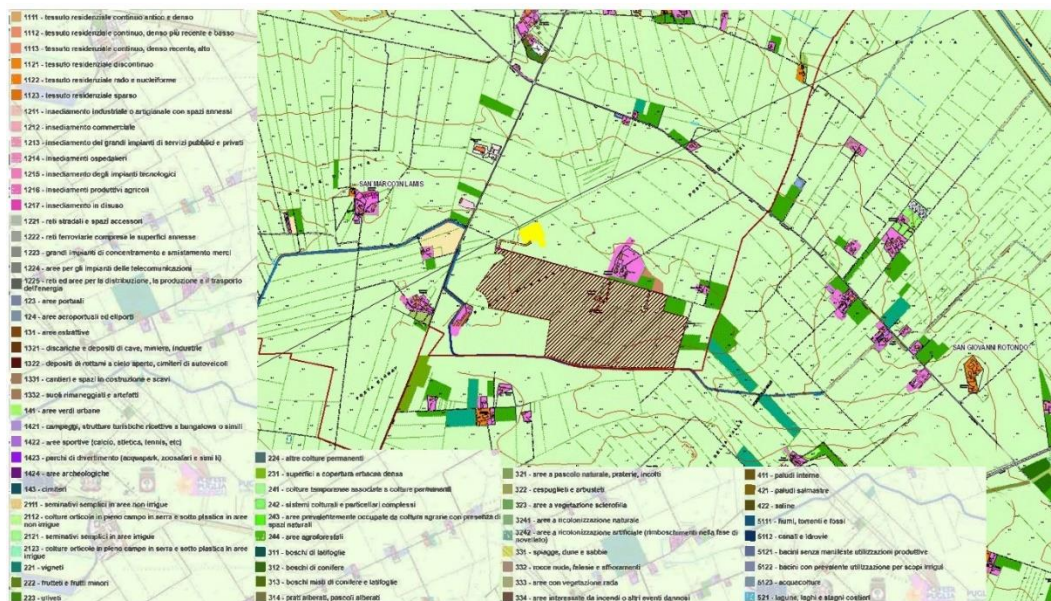 1111 - tessuto residenziale continuo antico e denso
1112 - tessuto residenziale continuo, denso più recente e basso
1113 - tessuto residenziale continuo, denso recente, alto
1121 - tessuto residenziale discontinuo
1122 - tessuto residenziale rado e nucleiforme
1123 - tessuto residenziale sparso
1211 - insediamento industriale o artigianale con spazi annessi
1212 - insediamento commerciale
1213 - insediamento dei grandi impianti di servizi pubblici e privati
1214 - insediamenti ospedalieri
1215 - insediamento degli impianti tecnologici
1216 - insediamenti produttivi agricoli
1217 - insediamento in disuso
1221 - reti stradali e spazi accessori
1222 - reti ferroviarie comprese le superfici annesse
1223 - grandi impianti di concentramento e smistamento merci
1224 - aree per gli impianti delle telecomunicazioni
1225 - reti ed aree per la distribuzione, la produzione e il trasporto
dell'energia
123 - aree portuali
124 - aree aeroportuali ed eliporti
131 - aree estrattive
1321 - discariche e depositi di cave, miniere, industrie
1322 - depositi di rottami a cielo aperto, cimiteri di autoveicoli
1331 - cantieri e spazi in costruzione e scavi
1332 - suoli rimaneggiati e artefatti
141 - aree verdi urbane
1421 - campeggi, strutture turistiche ricettive a bungalows o simili
1422 - aree sportive (calcio, atletica, tennis, etc)
1423 - parchi di divertimento (acquapark, zoosafari e simili)
1424 - aree archeologiche
143 - cimiteri
2111 - seminativi semplici in aree non irrigue
2112 - colture orticole in pieno campo in serra e sotto plastica in aree
non irrigue
2121 - seminativi semplici in aree irrigue
2123 - colture orticole in pieno campo in serra e sotto plastica in aree
irrigue
221 - vigneti
222 - frutteti e frutti minori
223 - uliveti
224 - altre colture permanenti
231 - superfici a copertura erbacea densa
241 - colture temporanee associate a colture permanenti
242 - sistemi colturali e particellari complessi
243 - aree prevalentemente occupate da coltura agrarie con presenza di
spazi naturali
244 - aree agroforestali
311 - boschi di latifoglie
312 - boschi di conifere
313 - boschi misti di conifere e latifoglie
314 - prati alberati, pascoli alberati
321 - aree a pascolo naturale, praterie, incolti
322 - cespuglieti e arbusteti
323 - aree a vegetazione sclerofilla
3241 - aree a ricolonizzazione naturale
3242 - aree a ricolonizzazione artificiale (rimboschimenti nella fase di
novelleto)
331 - spiagge, dune e sabbie
332 - rocce nude, falesie e affioramenti
333 - aree con vegetazione rada
334 - aree interessate da incendi o altri eventi dannosi
411 - paludi interne
421 - paludi salmastre
422 - saline
5111 - fiumi, torrenti e fossi
5112 - canali e idrovie
5121 - bacini senza manifeste utilizzazioni produttive
5122 - bacini con prevalente utilizzazione per scopi irrigui
5123 - acquacolture
521 - lagune, laghi e stagni costieri
SAN MARCO IN LAMIS
SAN GIOVANNI ROTONDO